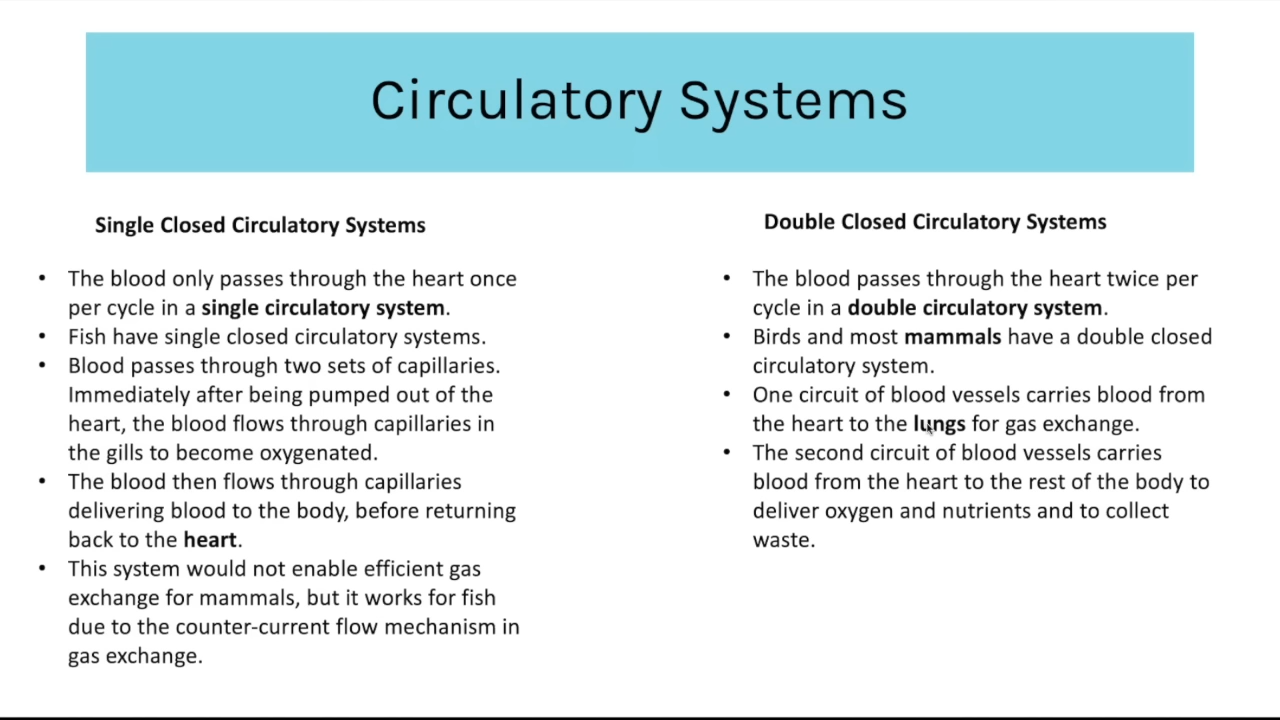 Circulatory Systems
Single Closed Circulatory Systems
• The blood only passes through the heart once
per cycle in a single circulatory system.
• Fish have single closed circulatory systems.
• Blood passes through two sets of capillaries.
Immediately after being pumped out of the
heart, the blood flows through capillaries in
the gills to become oxygenated.
• The blood then flows through capillaries
delivering blood to the body, before returning
back to the heart.
• This system would not enable efficient gas
exchange for mammals, but it works for fish
due to the counter-current flow mechanism in
gas exchange.
Double Closed Circulatory Systems
• The blood passes through the heart twice per
cycle in a double circulatory system.
• Birds and most mammals have a double closed
circulatory system.
• One circuit of blood vessels carries blood from
the heart to the lungs for gas exchange.
• The second circuit of blood vessels carries
blood from the heart to the rest of the body to
deliver oxygen and nutrients and to collect
waste.